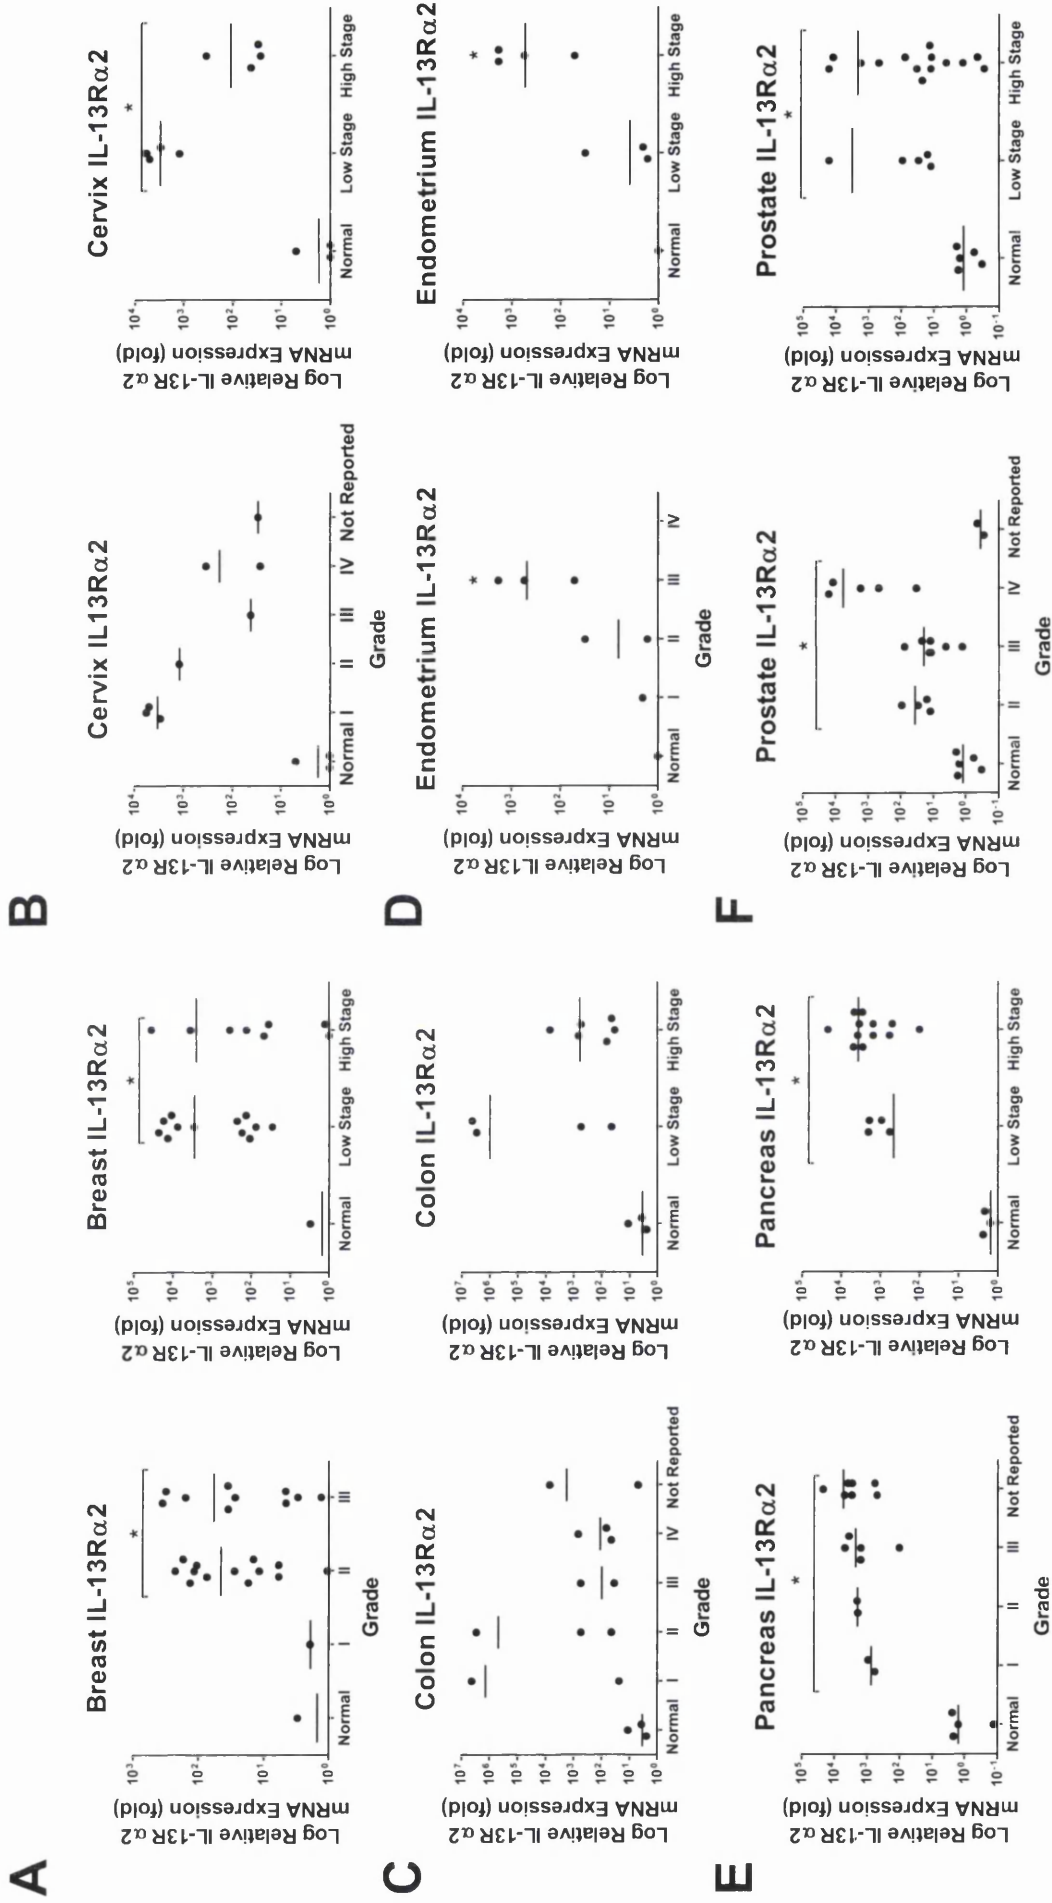 A
Breast IL-13Rα2
Log Relative IL-13Rα2
mRNA Expression (fold)
10³
10²
10¹
10⁰
Normal I II III
Grade
*
Breast IL-13Rα2
Log Relative IL-13Rα2
mRNA Expression (fold)
10⁵
10⁴
10³
10²
10¹
10⁰
Normal Low Stage High Stage
*
B
Cervix IL13Rα2
Log Relative IL-13Rα2
mRNA Expression (fold)
10⁴
10³
10²
10¹
10⁰
Normal I II III IV Not Reported
Grade
Cervix IL-13Rα2
Log Relative IL-13Rα2
mRNA Expression (fold)
10⁴
10³
10²
10¹
10⁰
Normal Low Stage High Stage
*
C
Colon IL-13Rα2
Log Relative IL-13Rα2
mRNA Expression (fold)
10⁷
10⁶
10⁵
10⁴
10³
10²
10¹
10⁰
Normal I II III IV Not Reported
Grade
Colon IL-13Rα2
Log Relative IL-13Rα2
mRNA Expression (fold)
10⁷
10⁶
10⁵
10⁴
10³
10²
10¹
10⁰
Normal Low Stage High Stage
D
Endometrium IL-13Rα2
Log Relative IL13Rα2
mRNA Expression (fold)
10⁴
10³
10²
10¹
10⁰
Normal I II III IV
Grade
*
Endometrium IL-13Rα2
Log Relative IL-13Rα2
mRNA Expression (fold)
10⁴
10³
10²
10¹
10⁰
Normal Low Stage High Stage
*
E
Pancreas IL-13Rα2
Log Relative IL-13Rα2
mRNA Expression (fold)
10⁵
10⁴
10³
10²
10¹
10⁰
10⁻¹
Normal I II III Not Reported
Grade
*
Pancreas IL-13Rα2
Log Relative IL-13Rα2
mRNA Expression (fold)
10⁵
10⁴
10³
10²
10¹
10⁰
Normal Low Stage High Stage
*
F
Prostate IL-13Rα2
Log Relative IL-13Rα2
mRNA Expression (fold)
10⁵
10⁴
10³
10²
10¹
10⁰
10⁻¹
Normal II III IV Not Reported
Grade
*
Prostate IL-13Rα2
Log Relative IL-13Rα2
mRNA Expression (fold)
10⁵
10⁴
10³
10²
10¹
10⁰
10⁻¹
Normal Low Stage High Stage
*